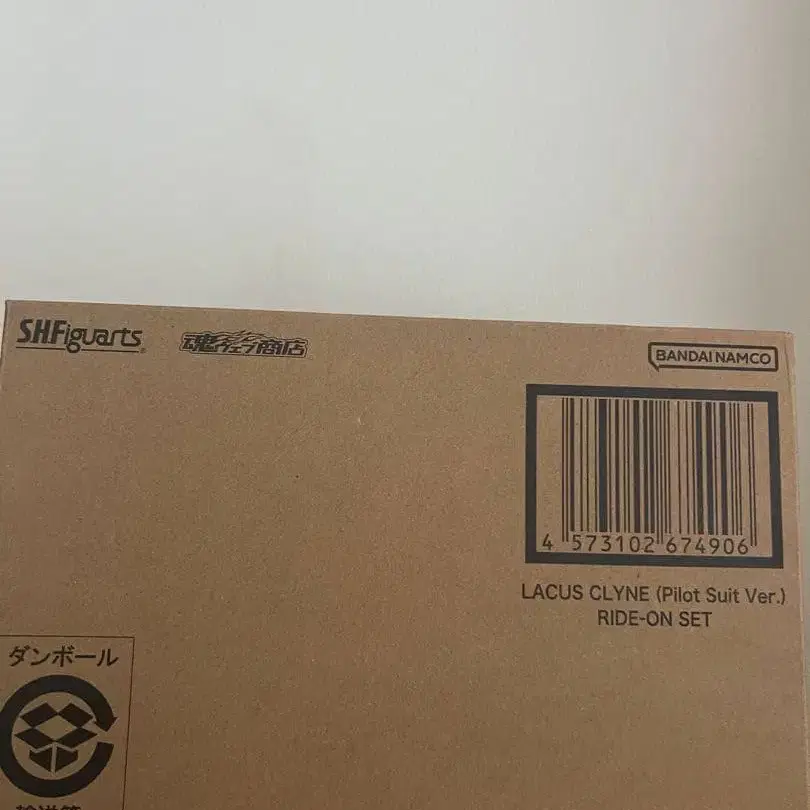 SHFiguarts
魂ウェブ商店
BANDAI NAMCO
4 573102 674906
LACUS CLYNE (Pilot Suit Ver.)
RIDE-ON SET
ダンボール